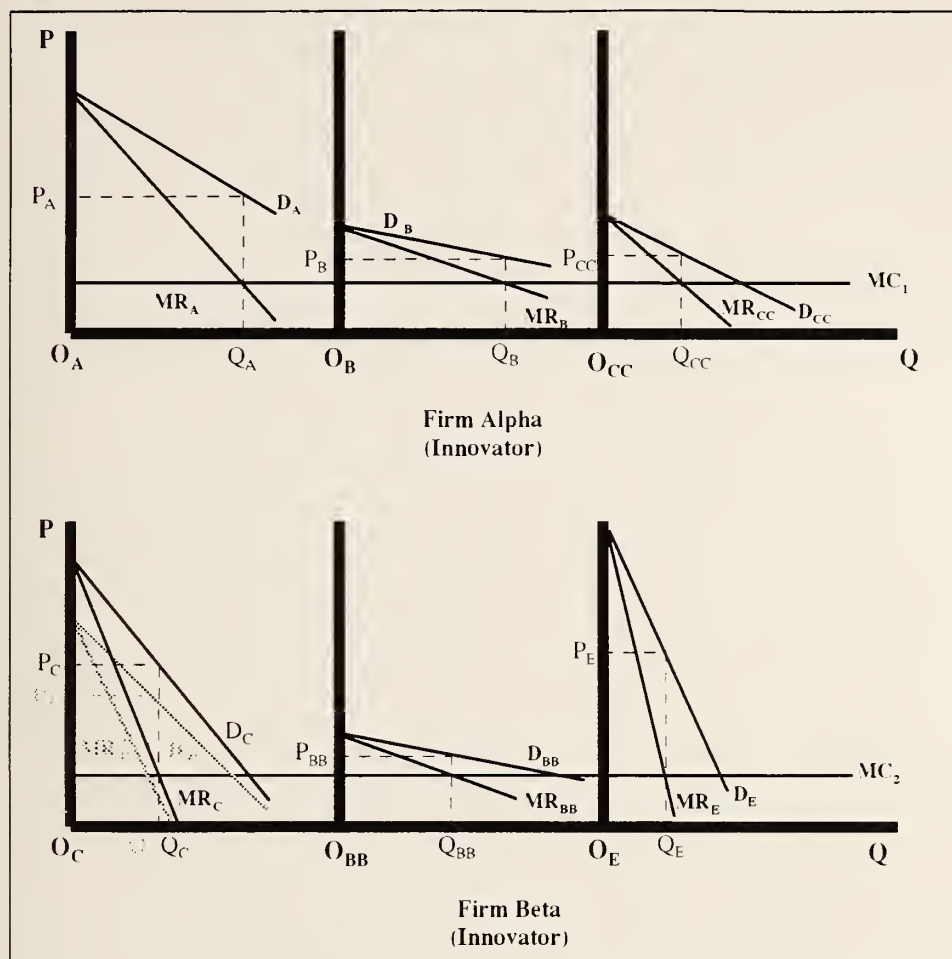 P
P_A
D_A
D_B
P_B
P_CC
MC_1
MR_A
MR_B
MR_CC
D_CC
O_A Q_A O_B Q_B O_CC Q_CC Q
Firm Alpha
(Innovator)
P
P_C
P_E
D_C
P_BB
D_BB
MC_2
MR_C
MR_BB
MR_E
D_E
O_C Q_C O_BB Q_BB O_E Q_E Q
Firm Beta
(Innovator)